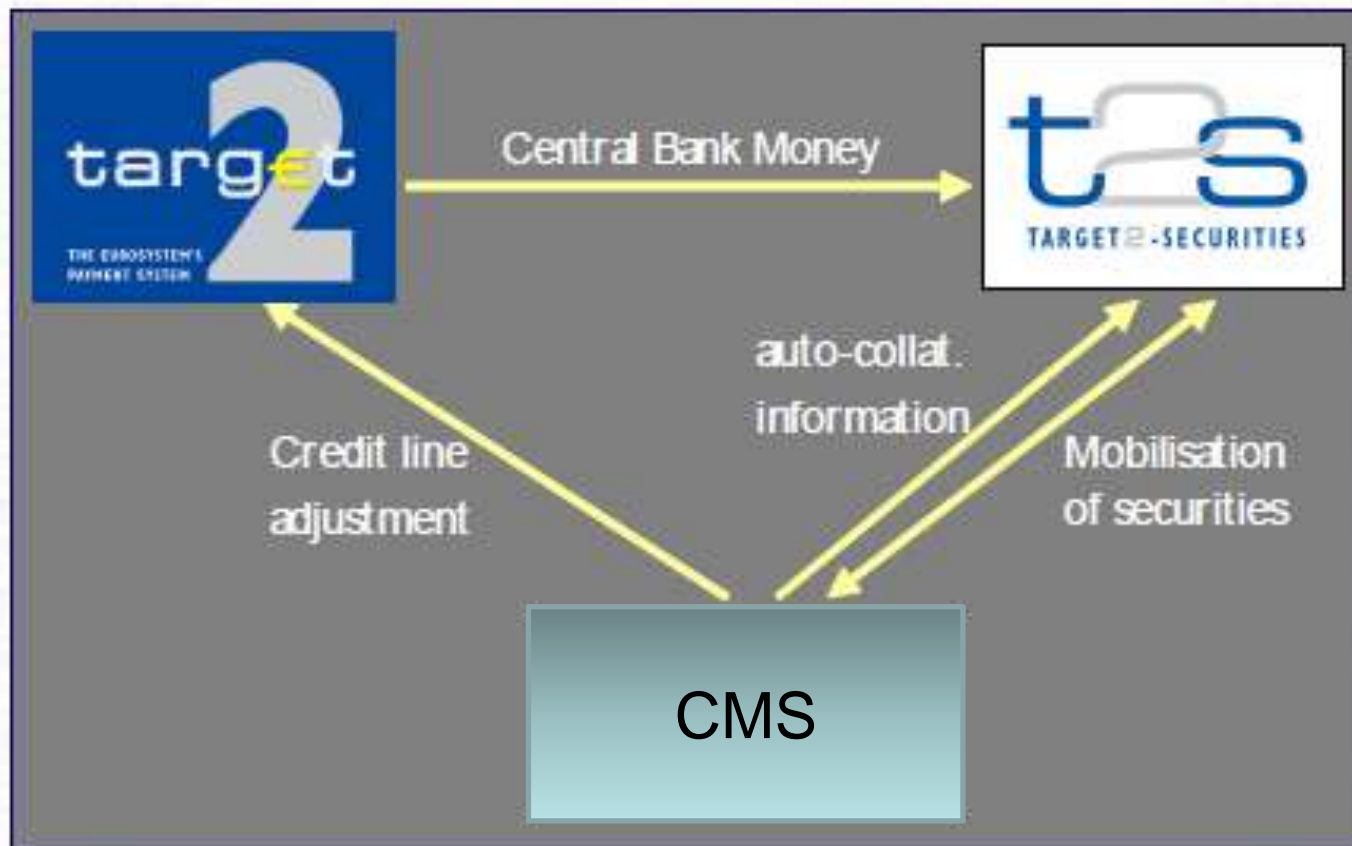 2
target
THE EUROSYSTEM'S
PAYMENT SYSTEM
Central Bank Money
t2s
TARGET2-SECURITIES
auto-collat.
information
Credit line
adjustment
Mobilisation
of securities
CMS